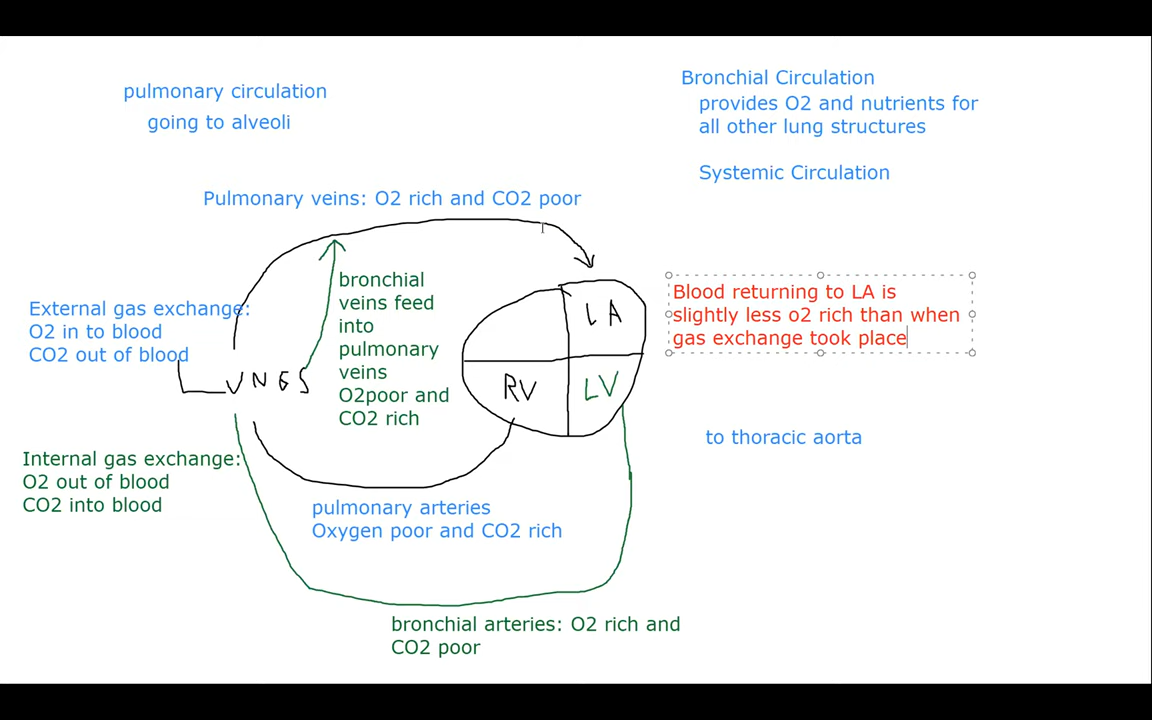 pulmonary circulation
going to alveoli
Bronchial Circulation
provides O2 and nutrients for
all other lung structures
Systemic Circulation
Pulmonary veins: O2 rich and CO2 poor
External gas exchange:
O2 in to blood
CO2 out of blood
bronchial
veins feed
into
pulmonary
veins
O2poor and
CO2 rich
LA
RV
LV
Blood returning to LA is
slightly less o2 rich than when
gas exchange took place
to thoracic aorta
Internal gas exchange:
O2 out of blood
CO2 into blood
pulmonary arteries
Oxygen poor and CO2 rich
bronchial arteries: O2 rich and
CO2 poor